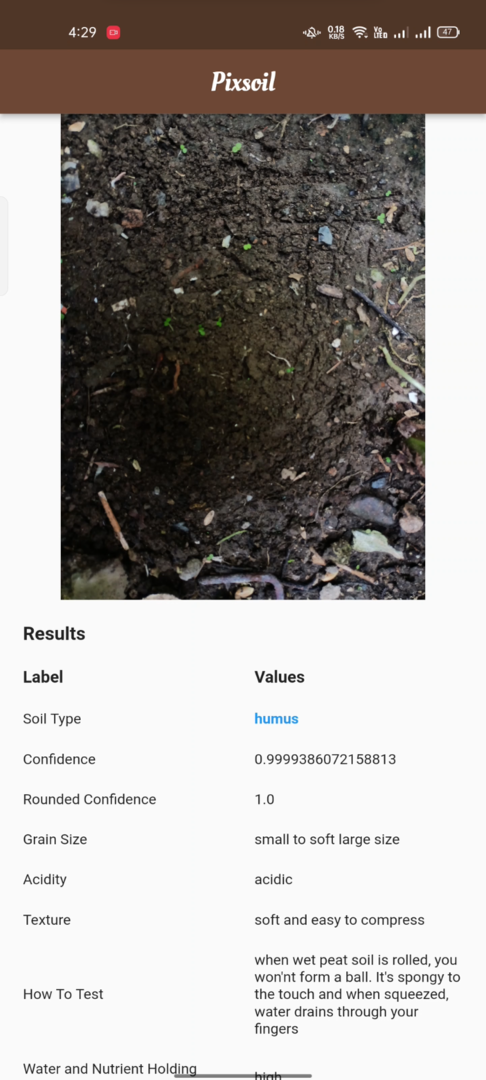 4:29
0.18
KB/S
Vo
LTE
47
Pixsoil
Results
Label Values
Soil Type humus
Confidence 0.9999386072158813
Rounded Confidence 1.0
Grain Size small to soft large size
Acidity acidic
Texture soft and easy to compress
How To Test when wet peat soil is rolled, you
won'nt form a ball. It's spongy to
the touch and when squeezed,
water drains through your
fingers
Water and Nutrient Holding high